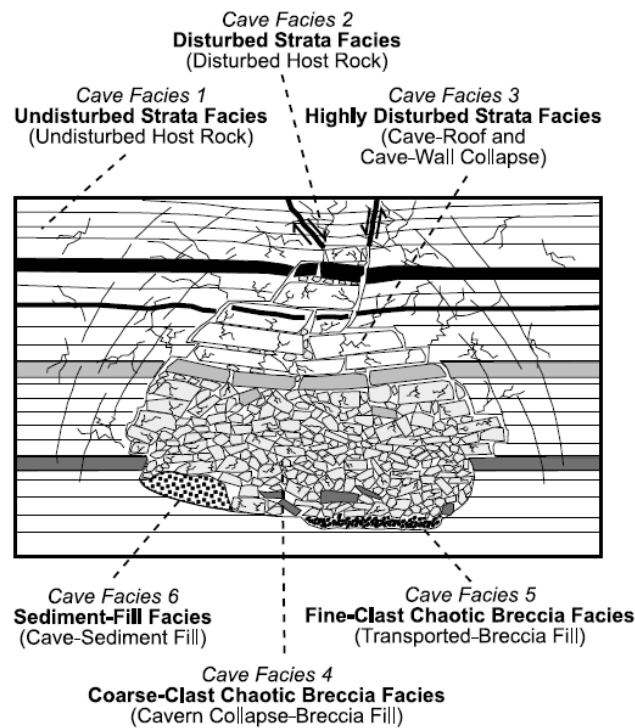 Cave Facies 2
Disturbed Strata Facies
(Disturbed Host Rock)
Cave Facies 1
Undisturbed Strata Facies
(Undisturbed Host Rock)
Cave Facies 3
Highly Disturbed Strata Facies
(Cave-Roof and
Cave-Wall Collapse)
Cave Facies 6
Sediment-Fill Facies
(Cave-Sediment Fill)
Cave Facies 5
Fine-Clast Chaotic Breccia Facies
(Transported-Breccia Fill)
Cave Facies 4
Coarse-Clast Chaotic Breccia Facies
(Cavern Collapse-Breccia Fill)